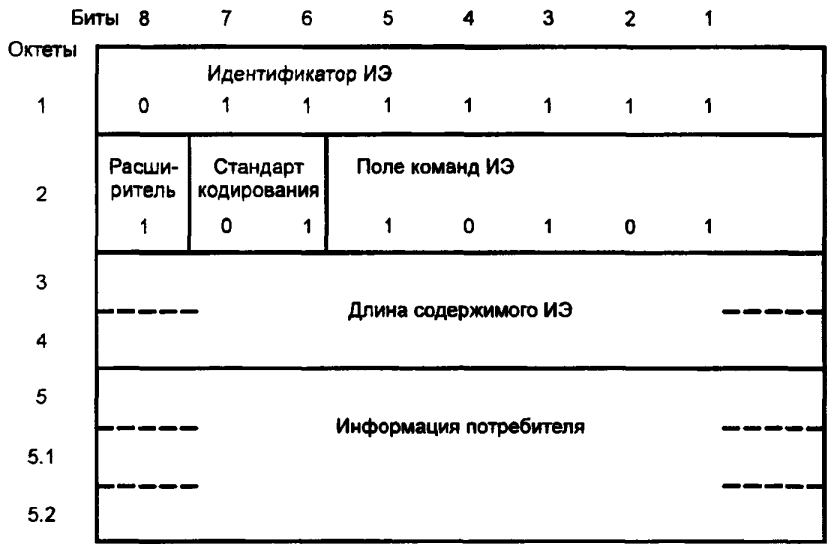 Биты 8 7 6 5 4 3 2 1
Октеты
Идентификатор ИЭ
1 0 1 1 1 1 1 1 1
Расши-
ритель
Стандарт
кодирования
Поле команд ИЭ
2
1 0 1 1 0 1 0 1
3
Длина содержимого ИЭ
4
5
Информация потребителя
5.1
5.2